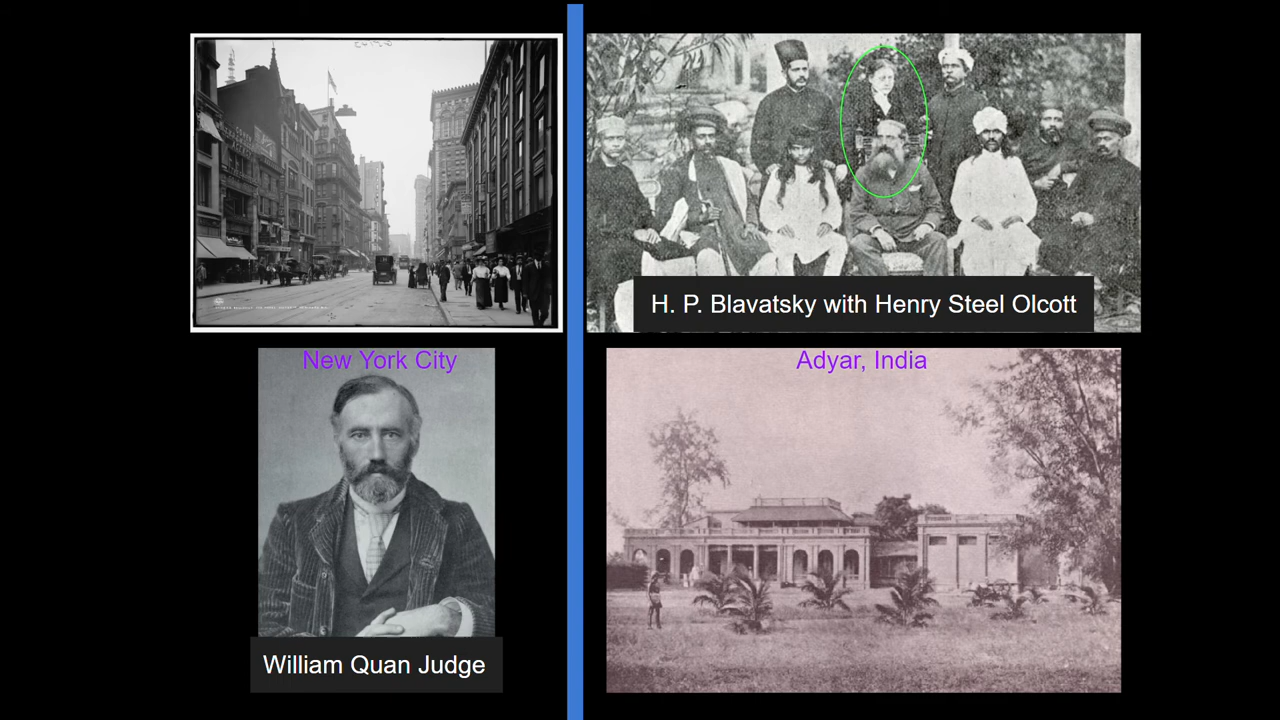 H. P. Blavatsky with Henry Steel Olcott
New York City
Adyar, India
William Quan Judge